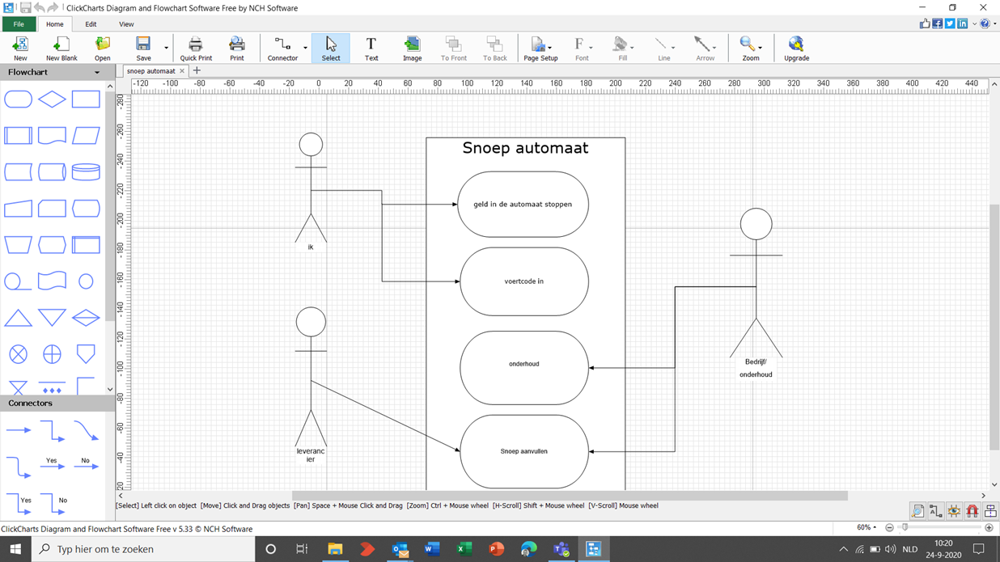 ClickCharts Diagram and Flowchart Software Free by NCH Software
File Home Edit View
New New Blank Open Save Quick Print Print Connector Select Text Image To Front To Back Page Setup Font Fill Line Arrow Zoom Upgrade
Flowchart
snoep automaat
-120 -100 -80 -60 -40 -20 0 20 40 60 80 100 120 140 160 180 200 220 240 260 280 300 320 340 360 380 400 420 440
-280
-260
-240
-220
-200
-180
-160
-140
-120
-100
-80
-60
-40
20
Snoep automaat
geld in de automaat stoppen
ik
voertcode in
onderhoud
Bedrijf/
onderhoud
Snoep aanvullen
leveranc
ier
Connectors
Yes No
Yes No
[Select] Left click on object [Move] Click and Drag objects [Pan] Space + Mouse Click and Drag [Zoom] Ctrl + Mouse wheel [H-Scroll] Shift + Mouse wheel [V-Scroll] Mouse wheel
ClickCharts Diagram and Flowchart Software Free v 5.33 © NCH Software
60%
Typ hier om te zoeken
NLD
10:20
24-9-2020